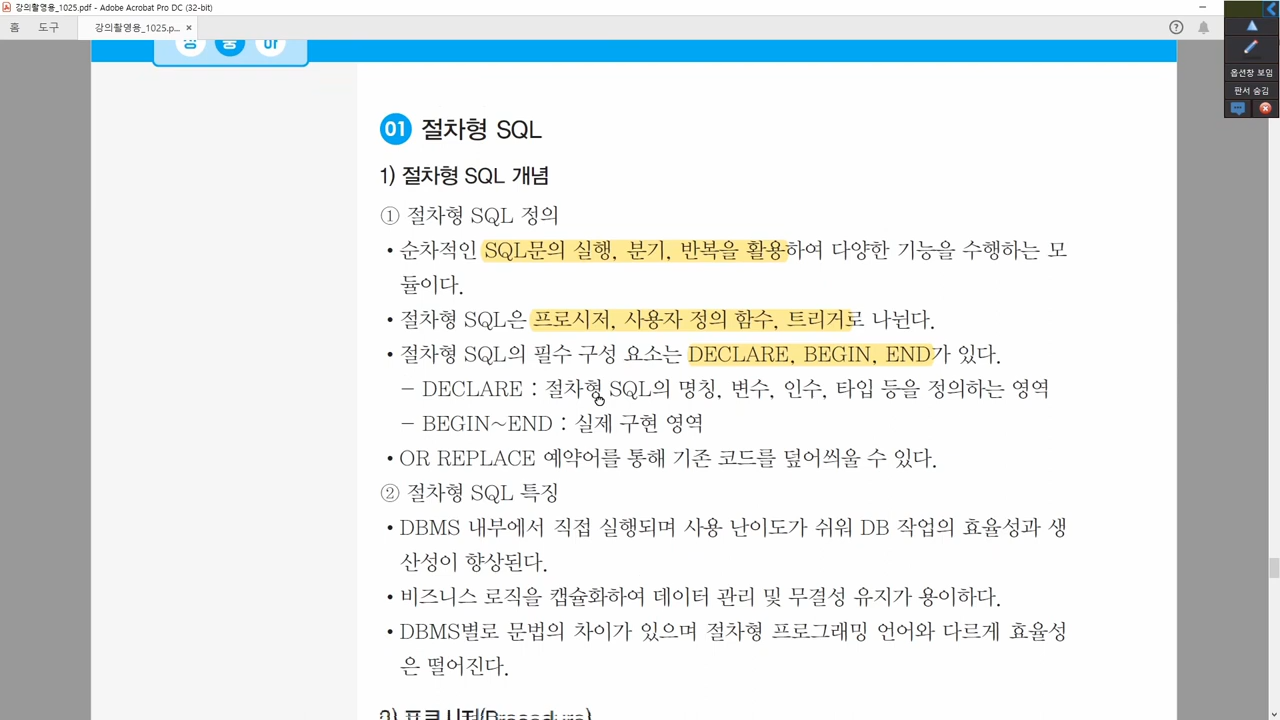 강의촬영용_1025.pdf - Adobe Acrobat Pro DC (32-bit)
홈 도구 강의촬영용_1025.p... ×
옵션창 보임
판서 숨김
01 절차형 SQL
1) 절차형 SQL 개념
① 절차형 SQL 정의
• 순차적인 SQL문의 실행, 분기, 반복을 활용하여 다양한 기능을 수행하는 모
듈이다.
• 절차형 SQL은 프로시저, 사용자 정의 함수, 트리거로 나뉜다.
• 절차형 SQL의 필수 구성 요소는 DECLARE, BEGIN, END가 있다.
− DECLARE : 절차형 SQL의 명칭, 변수, 인수, 타입 등을 정의하는 영역
− BEGIN~END : 실제 구현 영역
• OR REPLACE 예약어를 통해 기존 코드를 덮어씌울 수 있다.
② 절차형 SQL 특징
• DBMS 내부에서 직접 실행되며 사용 난이도가 쉬워 DB 작업의 효율성과 생
산성이 향상된다.
• 비즈니스 로직을 캡슐화하여 데이터 관리 및 무결성 유지가 용이하다.
• DBMS별로 문법의 차이가 있으며 절차형 프로그래밍 언어와 다르게 효율성
은 떨어진다.
2) 프로시저(Procedure)